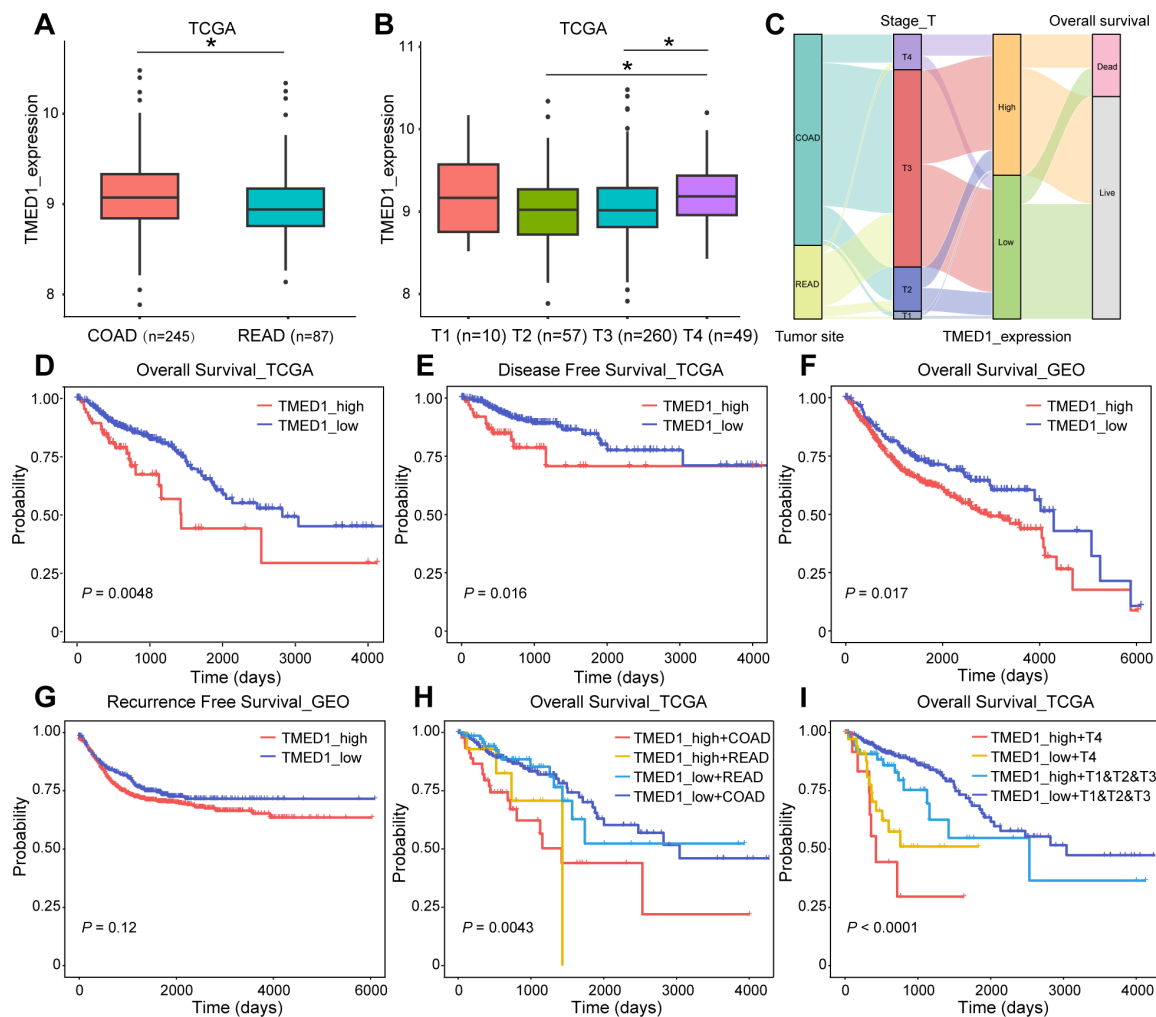 A
TCGA
*
TMED1_expression
10
9
8
COAD (n=245)
READ (n=87)
B
TCGA
*
*
TMED1_expression
11
10
9
8
T1 (n=10)
T2 (n=57)
T3 (n=260)
T4 (n=49)
C
Stage_T
Overall survival
COAD
READ
T4
T3
T2
T1
High
Low
Dead
Live
Tumor site
TMED1_expression
D
Overall Survival_TCGA
TMED1_high
TMED1_low
Probability
1.00
0.75
0.50
0.25
0
P = 0.0048
0 1000 2000 3000 4000
Time (days)
E
Disease Free Survival_TCGA
TMED1_high
TMED1_low
Probability
1.00
0.75
0.50
0.25
0
P = 0.016
0 1000 2000 3000 4000
Time (days)
F
Overall Survival_GEO
TMED1_high
TMED1_low
Probability
1.00
0.75
0.50
0.25
0
P = 0.017
0 2000 4000 6000
Time (days)
G
Recurrence Free Survival_GEO
TMED1_high
TMED1_low
Probability
1.00
0.75
0.50
0.25
0
P = 0.12
0 1000 2000 4000 6000
Time (days)
H
Overall Survival_TCGA
TMED1_high+COAD
TMED1_high+READ
TMED1_low+READ
TMED1_low+COAD
Probability
1.00
0.75
0.50
0.25
0
P = 0.0043
0 1000 2000 3000 4000
Time (days)
I
Overall Survival_TCGA
TMED1_high+T4
TMED1_low+T4
TMED1_high+T1&T2&T3
TMED1_low+T1&T2&T3
Probability
1.00
0.75
0.50
0.25
0
P < 0.0001
0 1000 2000 3000 4000
Time (days)